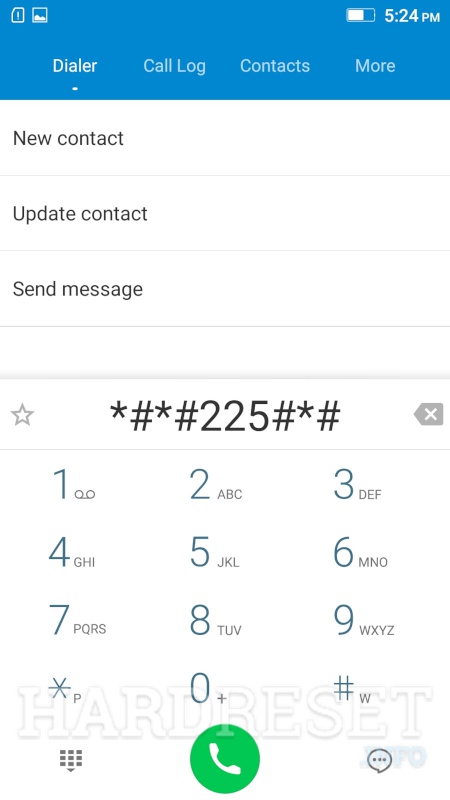 5:24 PM
Dialer Call Log Contacts More
New contact
Update contact
Send message
*#*#225#*#
1 2 ABC 3 DEF
4 GHI 5 JKL 6 MNO
7 PQRS 8 TUV 9 WXYZ
* P 0 + # W
HARDRESET
.INFO